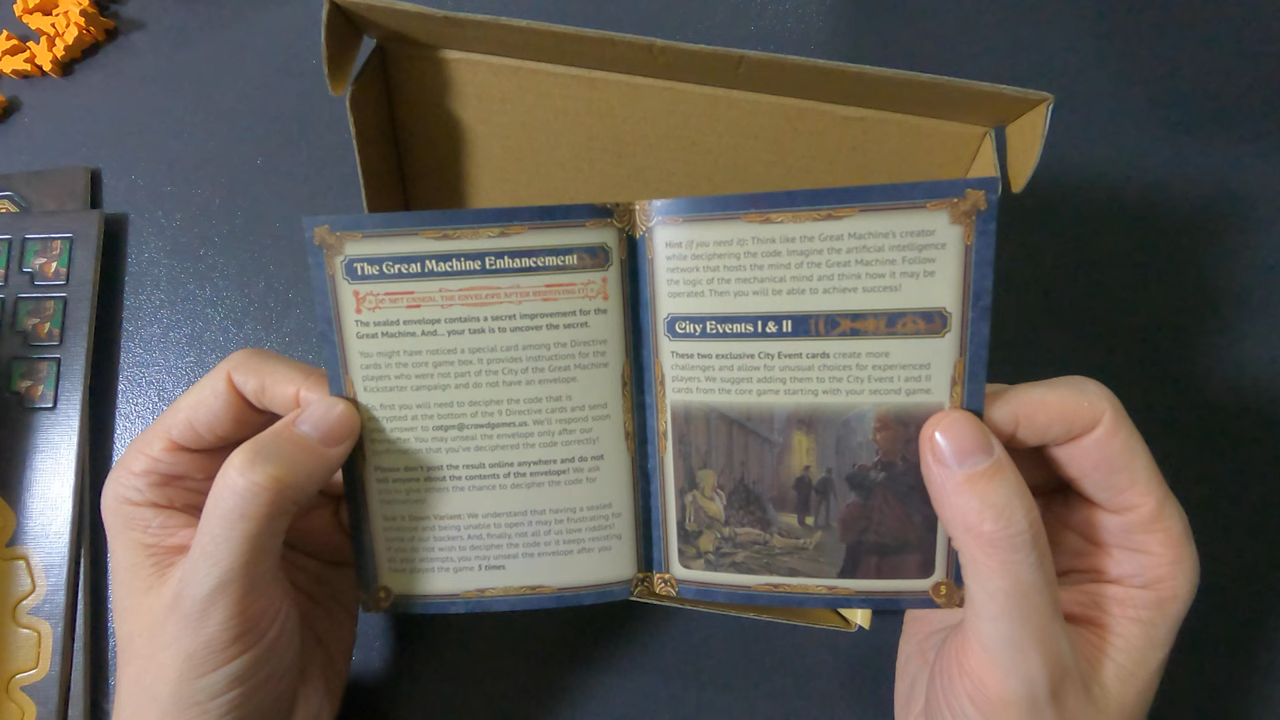 The Great Machine Enhancement
DO NOT UNSEAL THE ENVELOPE AFTER RECEIVING IT!
The sealed envelope contains a secret improvement for the
Great Machine. And... your task is to uncover the secret.
You might have noticed a special card among the Directive
cards in the core game box. It provides instructions for the
players who were not part of the City of the Great Machine
Kickstarter campaign and do not have an envelope.
So, first you will need to decipher the code that is
encrypted at the bottom of the 9 Directive cards and send
answer to cotgm@crowdgames.us. We'll respond soon
You may unseal the envelope only after our
that you've deciphered the code correctly!
Please don't post the result online anywhere and do not
tell anyone about the contents of the envelope! We ask
you to give others the chance to decipher the code for
Variant: We understand that having a sealed
and being unable to open it may be frustrating for
some of our backers. And, finally, not all of us love riddles!
If you do not wish to decipher the code or it keeps resisting
your attempts, you may unseal the envelope after you
have played the game 5 times.
Hint (if you need it): Think like the Great Machine's creator
while deciphering the code. Imagine the artificial intelligence
network that hosts the mind of the Great Machine. Follow
the logic of the mechanical mind and think how it may be
operated. Then you will be able to achieve success!
City Events I & II
These two exclusive City Event cards create more
challenges and allow for unusual choices for experienced
players. We suggest adding them to the City Event I and II
cards from the core game starting with your second game.
5